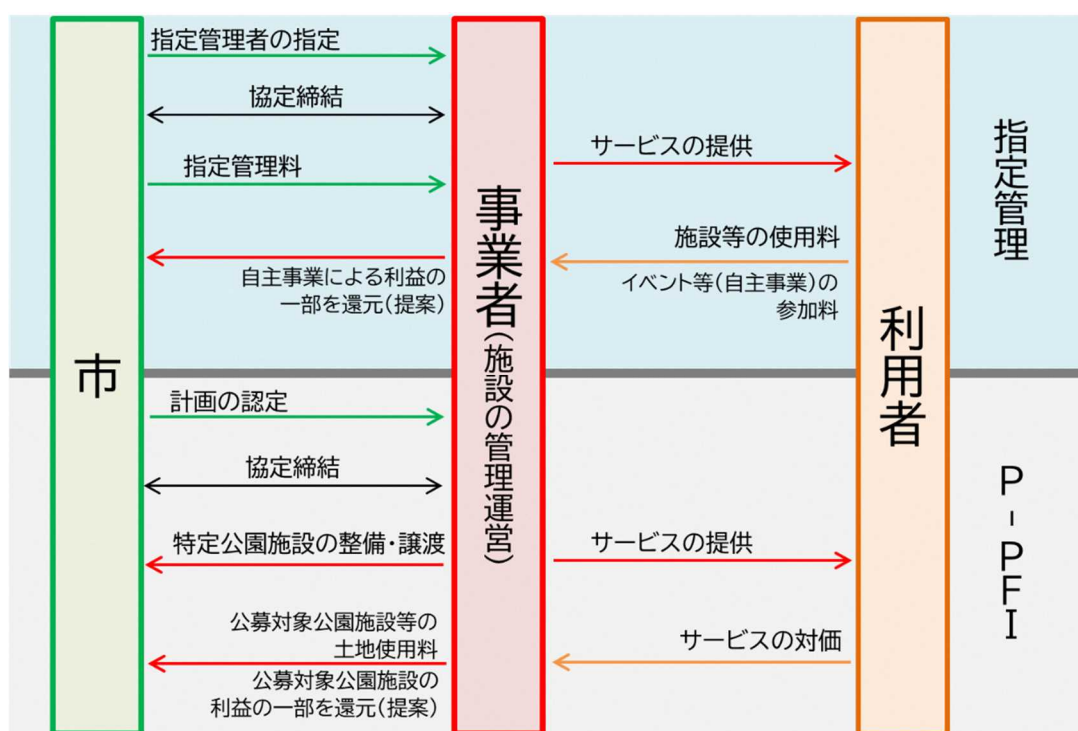 市
事業者(施設の管理運営)
利用者
指定管理
指定管理者の指定
協定締結
指定管理料
自主事業による利益の
一部を還元(提案)
サービスの提供
施設等の使用料
イベント等(自主事業)の
参加料
P-PFI
計画の認定
協定締結
特定公園施設の整備・譲渡
公募対象公園施設等の
土地使用料
公募対象公園施設の
利益の一部を還元(提案)
サービスの提供
サービスの対価